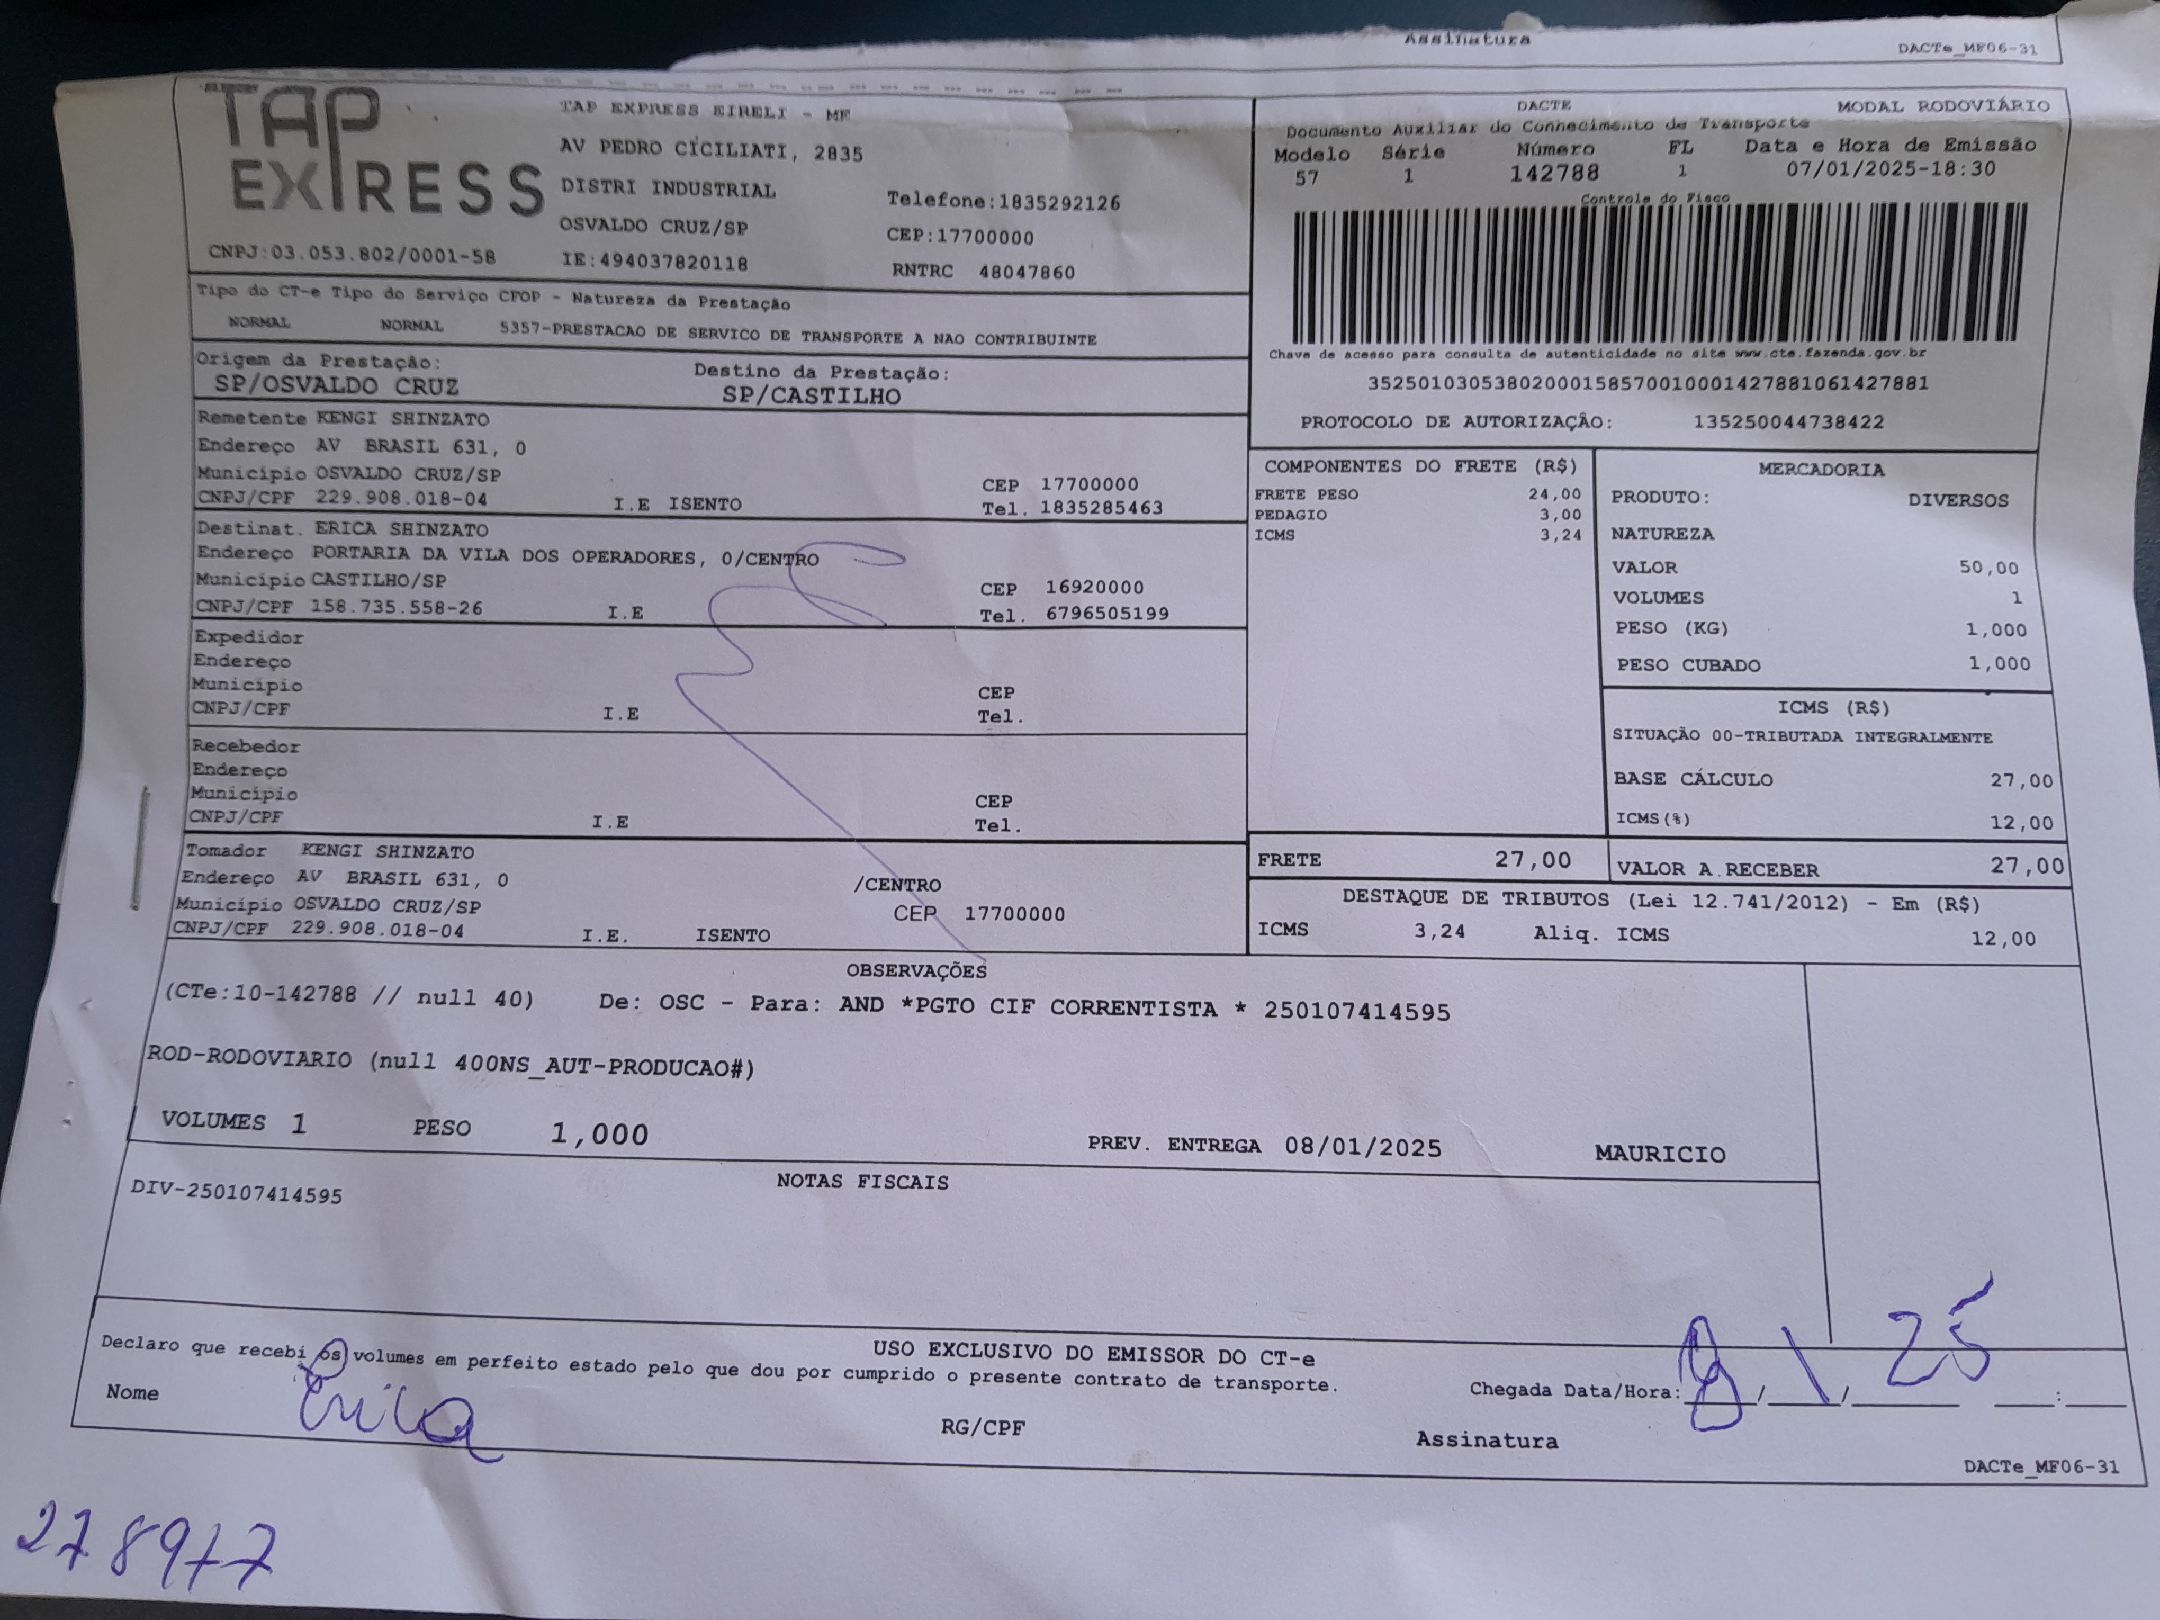 Assinatura
DACTe_MF06-31
TAP EXPRESS
CNPJ:03.053.802/0001-58
TAP EXPRESS EIRELI - ME
AV PEDRO CÍCILIATI, 2835
DISTRI INDUSTRIAL
OSVALDO CRUZ/SP
IE:494037820118
Telefone:1835292126
CEP:17700000
RNTRC 48047860
DACTE MODAL RODOVIÁRIO
Documento Auxiliar do Conhecimento de Transporte
Modelo Série Número FL Data e Hora de Emissão
57 1 142788 1 07/01/2025-18:30
Controle do Fisco
Chave de acesso para consulta de autenticidade no site www.cte.fazenda.gov.br
35250103053802000158570010001427881061427881
PROTOCOLO DE AUTORIZAÇÃO: 135250044738422
Tipo do CT-e Tipo do Serviço CFOP - Natureza da Prestação
NORMAL NORMAL 5357-PRESTACAO DE SERVICO DE TRANSPORTE A NAO CONTRIBUINTE
Origem da Prestação: Destino da Prestação:
SP/OSVALDO CRUZ SP/CASTILHO
Remetente KENGI SHINZATO
Endereço AV BRASIL 631, 0
Município OSVALDO CRUZ/SP CEP 17700000
CNPJ/CPF 229.908.018-04 I.E ISENTO Tel. 1835285463
Destinat. ERICA SHINZATO
Endereço PORTARIA DA VILA DOS OPERADORES, 0/CENTRO
Município CASTILHO/SP CEP 16920000
CNPJ/CPF 158.735.558-26 I.E Tel. 6796505199
Expedidor
Endereço
Município CEP
CNPJ/CPF I.E Tel.
Recebedor
Endereço
Município CEP
CNPJ/CPF I.E Tel.
Tomador KENGI SHINZATO
Endereço AV BRASIL 631, 0 /CENTRO
Município OSVALDO CRUZ/SP CEP 17700000
CNPJ/CPF 229.908.018-04 I.E. ISENTO
COMPONENTES DO FRETE (R$)
FRETE PESO 24,00
PEDAGIO 3,00
ICMS 3,24
MERCADORIA
PRODUTO: DIVERSOS
NATUREZA
VALOR 50,00
VOLUMES 1
PESO (KG) 1,000
PESO CUBADO 1,000
ICMS (R$)
SITUAÇÃO 00-TRIBUTADA INTEGRALMENTE
BASE CÁLCULO 27,00
ICMS(%) 12,00
FRETE 27,00 VALOR A RECEBER 27,00
DESTAQUE DE TRIBUTOS (Lei 12.741/2012) - Em (R$)
ICMS 3,24 Aliq. ICMS 12,00
OBSERVAÇÕES
(CTe:10-142788 // null 40) De: OSC - Para: AND *PGTO CIF CORRENTISTA * 250107414595
ROD-RODOVIARIO (null 400NS_AUT-PRODUCAO#)
VOLUMES 1 PESO 1,000 PREV. ENTREGA 08/01/2025 MAURICIO
NOTAS FISCAIS
DIV-250107414595
USO EXCLUSIVO DO EMISSOR DO CT-e
Declaro que recebi os volumes em perfeito estado pelo que dou por cumprido o presente contrato de transporte.
Chegada Data/Hora: 8/1/25 :
Nome Erica RG/CPF Assinatura
DACTe_MF06-31
278977